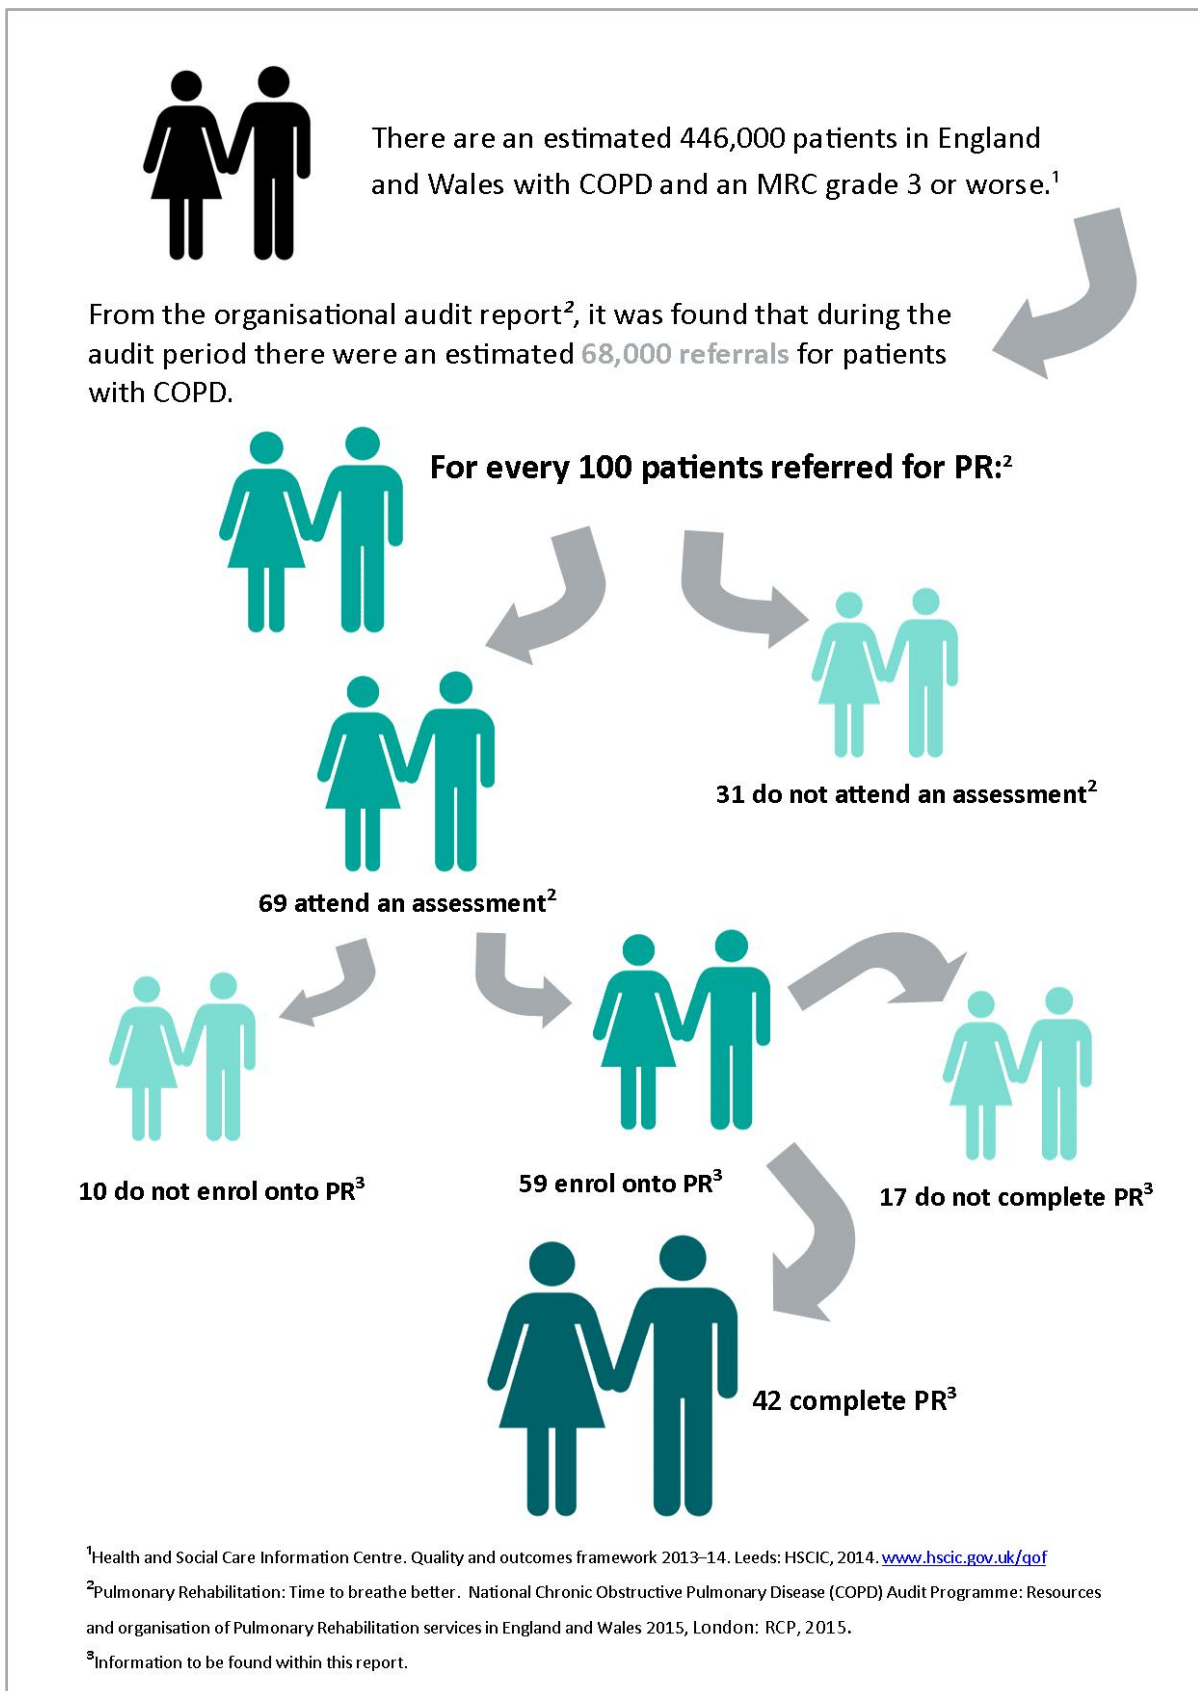 There are an estimated 446,000 patients in England
and Wales with COPD and an MRC grade 3 or worse.¹
From the organisational audit report², it was found that during the
audit period there were an estimated 68,000 referrals for patients
with COPD.
For every 100 patients referred for PR:²
31 do not attend an assessment²
69 attend an assessment²
10 do not enrol onto PR³
59 enrol onto PR³
17 do not complete PR³
42 complete PR³
¹Health and Social Care Information Centre. Quality and outcomes framework 2013–14. Leeds: HSCIC, 2014. www.hscic.gov.uk/qof
²Pulmonary Rehabilitation: Time to breathe better. National Chronic Obstructive Pulmonary Disease (COPD) Audit Programme: Resources
and organisation of Pulmonary Rehabilitation services in England and Wales 2015, London: RCP, 2015.
³Information to be found within this report.